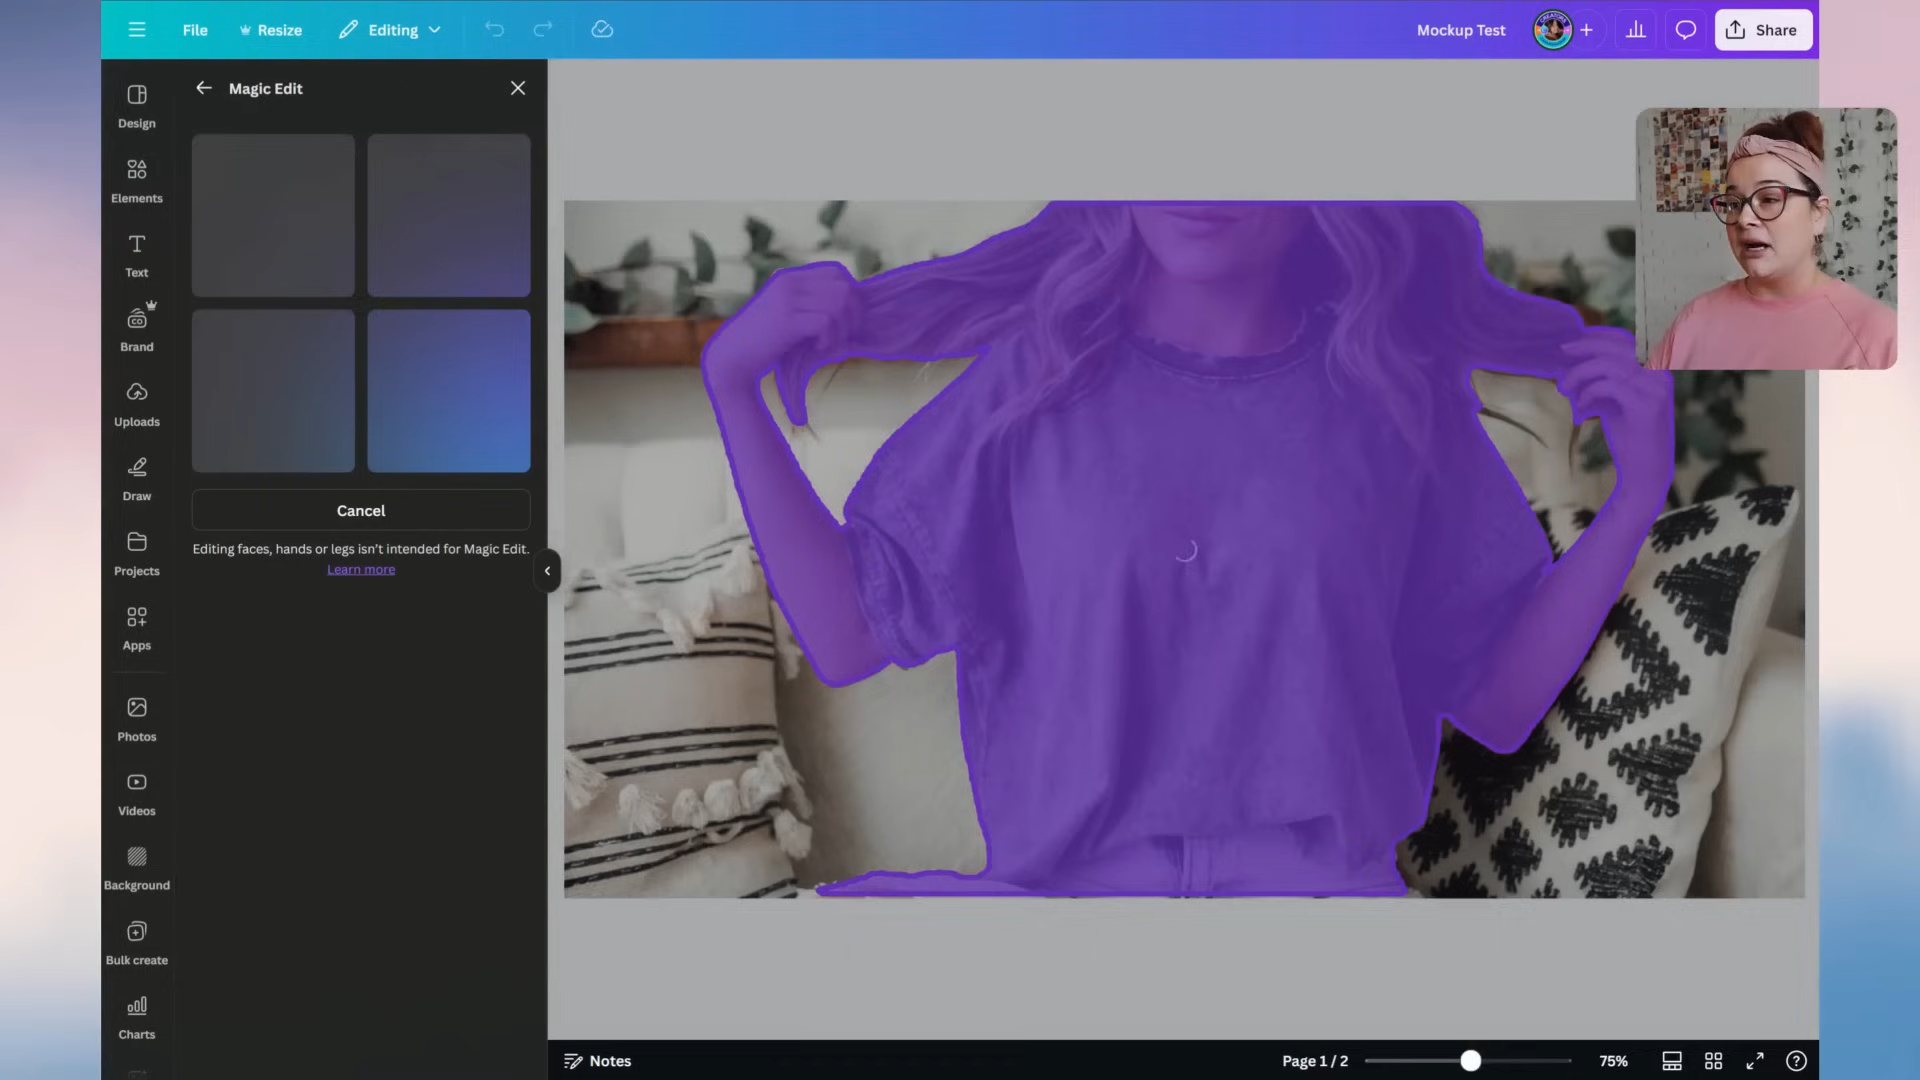 File
Resize
Editing
Mockup Test
Share
Magic Edit
Design
Elements
Text
Brand
Uploads
Draw
Projects
Apps
Photos
Videos
Background
Bulk create
Charts
Cancel
Editing faces, hands or legs isn't intended for Magic Edit.
Learn more
Notes
Page 1 / 2
75%